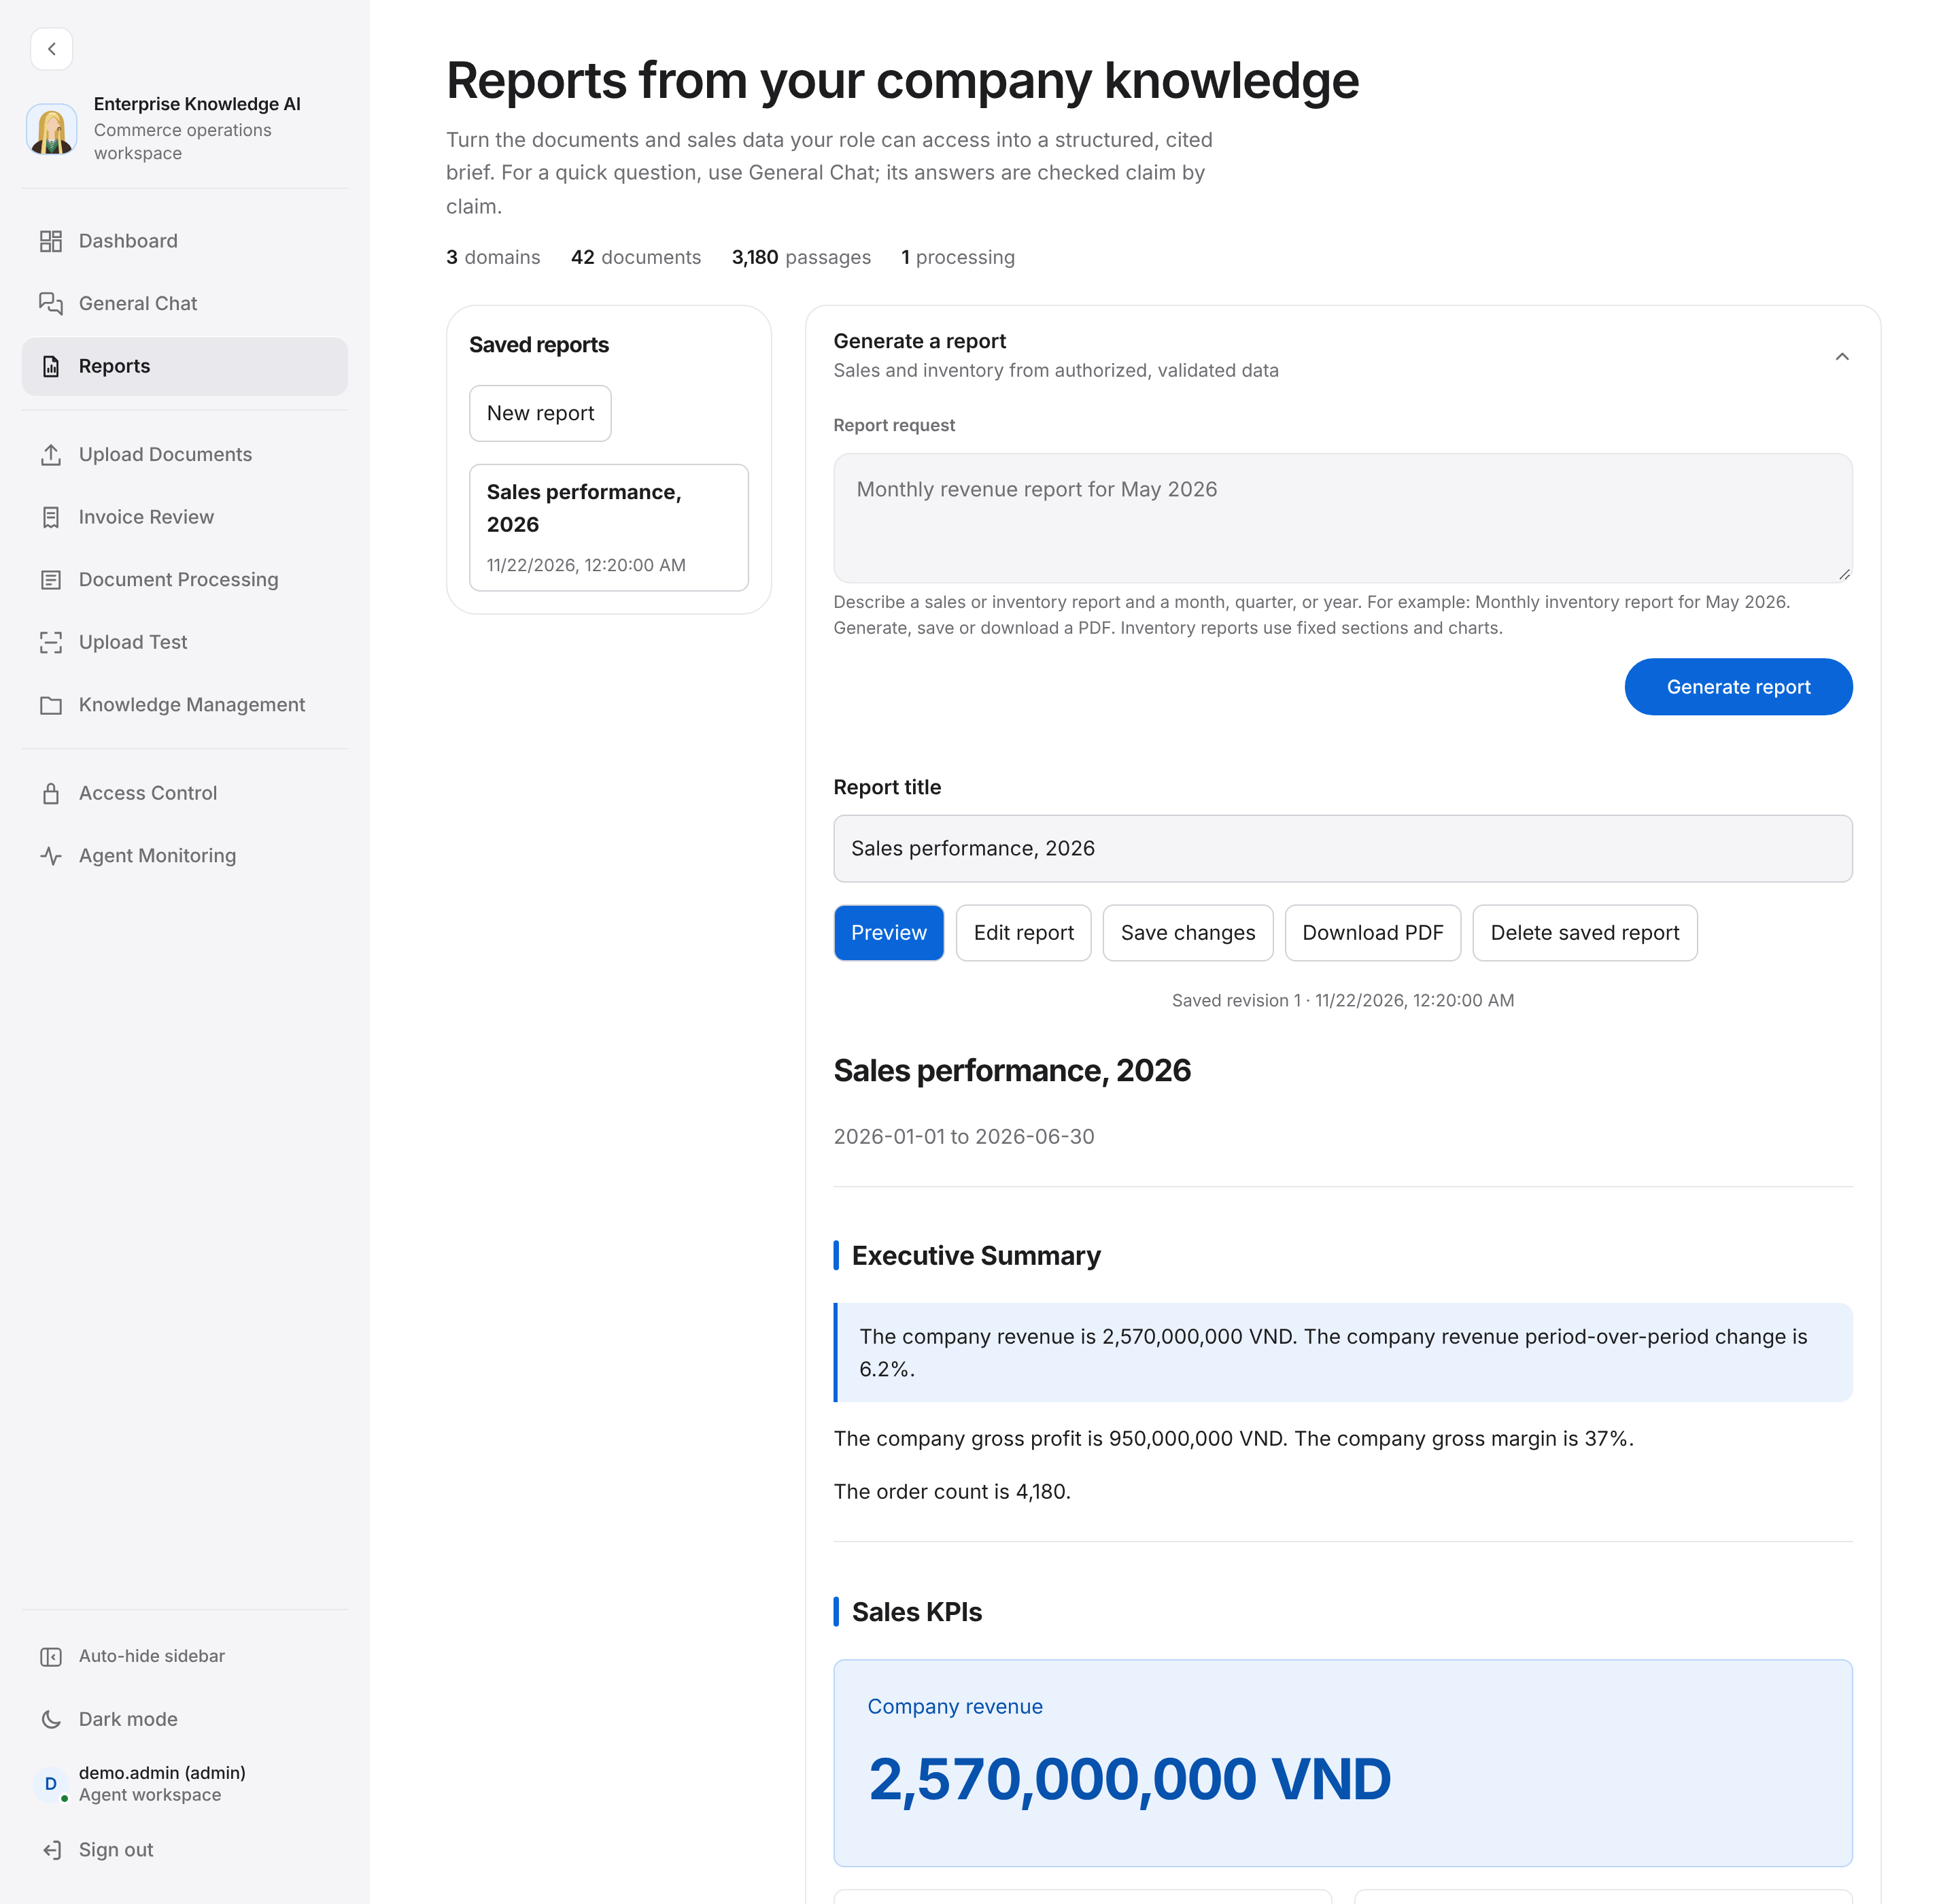 Enterprise Knowledge AI
Commerce operations
workspace
Dashboard
General Chat
Reports
Upload Documents
Invoice Review
Document Processing
Upload Test
Knowledge Management
Access Control
Agent Monitoring
Auto-hide sidebar
Dark mode
D
demo.admin (admin)
Agent workspace
Sign out
Reports from your company knowledge
Turn the documents and sales data your role can access into a structured, cited
brief. For a quick question, use General Chat; its answers are checked claim by
claim.
3 domains 42 documents 3,180 passages 1 processing
Saved reports
New report
Sales performance,
2026
11/22/2026, 12:20:00 AM
Generate a report
Sales and inventory from authorized, validated data
Report request
Monthly revenue report for May 2026
Describe a sales or inventory report and a month, quarter, or year. For example: Monthly inventory report for May 2026.
Generate, save or download a PDF. Inventory reports use fixed sections and charts.
Generate report
Report title
Sales performance, 2026
Preview Edit report Save changes Download PDF Delete saved report
Saved revision 1 · 11/22/2026, 12:20:00 AM
Sales performance, 2026
2026-01-01 to 2026-06-30
Executive Summary
The company revenue is 2,570,000,000 VND. The company revenue period-over-period change is
6.2%.
The company gross profit is 950,000,000 VND. The company gross margin is 37%.
The order count is 4,180.
Sales KPIs
Company revenue
2,570,000,000 VND